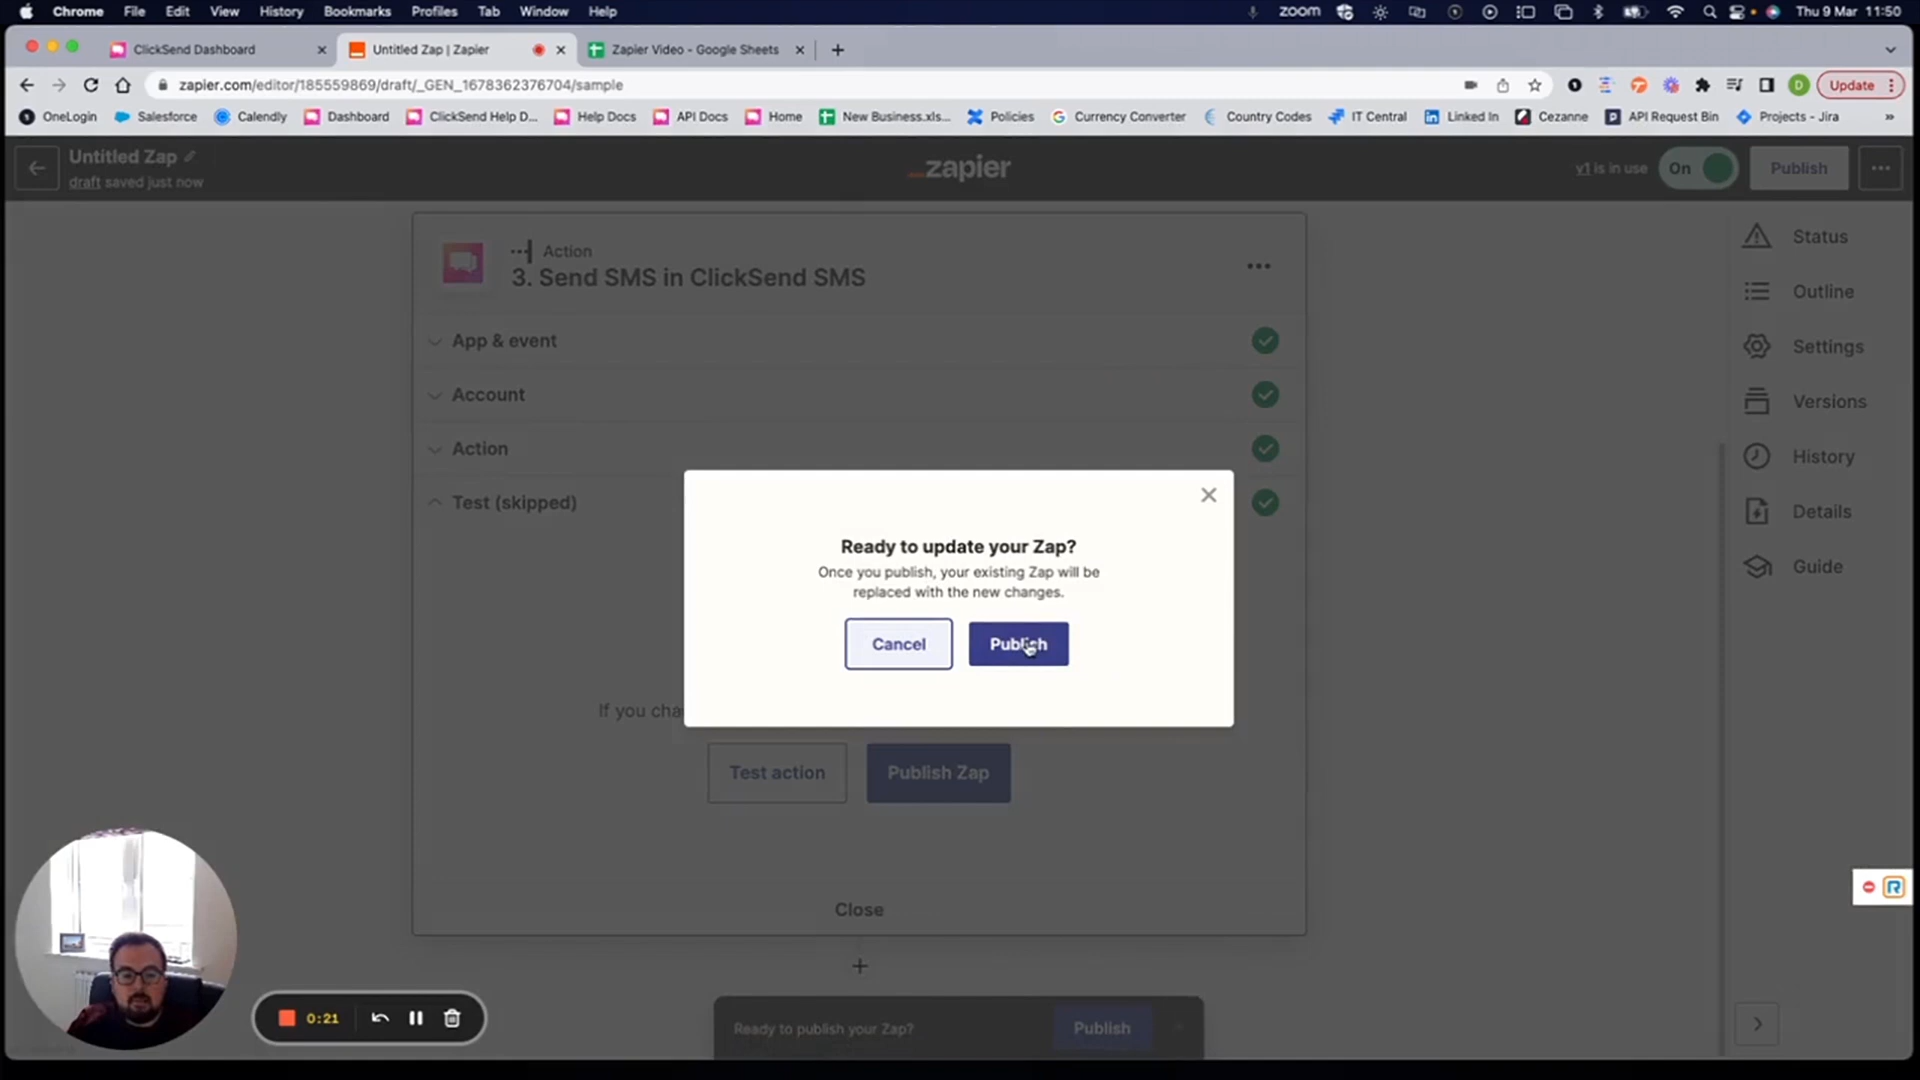 Chrome File Edit View History Bookmarks Profiles Tab Window Help
zoom
Thu 9 Mar 11:50
ClickSend Dashboard
Untitled Zap | Zapier
Zapier Video - Google Sheets
zapier.com/editor/185559869/draft/_GEN_1678362376704/sample
D
Update
OneLogin
Salesforce
Calendly
Dashboard
ClickSend Help D...
Help Docs
API Docs
Home
New Business.xls...
Policies
Currency Converter
Country Codes
IT Central
Linked In
Cezanne
API Request Bin
Projects - Jira
»
Untitled Zap
draft saved just now
zapier
v1 is in use
On
Publish
Action
3. Send SMS in ClickSend SMS
App & event
Account
Action
Test (skipped)
Ready to update your Zap?
Once you publish, your existing Zap will be
replaced with the new changes.
Cancel
Publish
If you cha
Test action
Publish Zap
Close
Ready to publish your Zap?
Publish
Status
Outline
Settings
Versions
History
Details
Guide
0:21